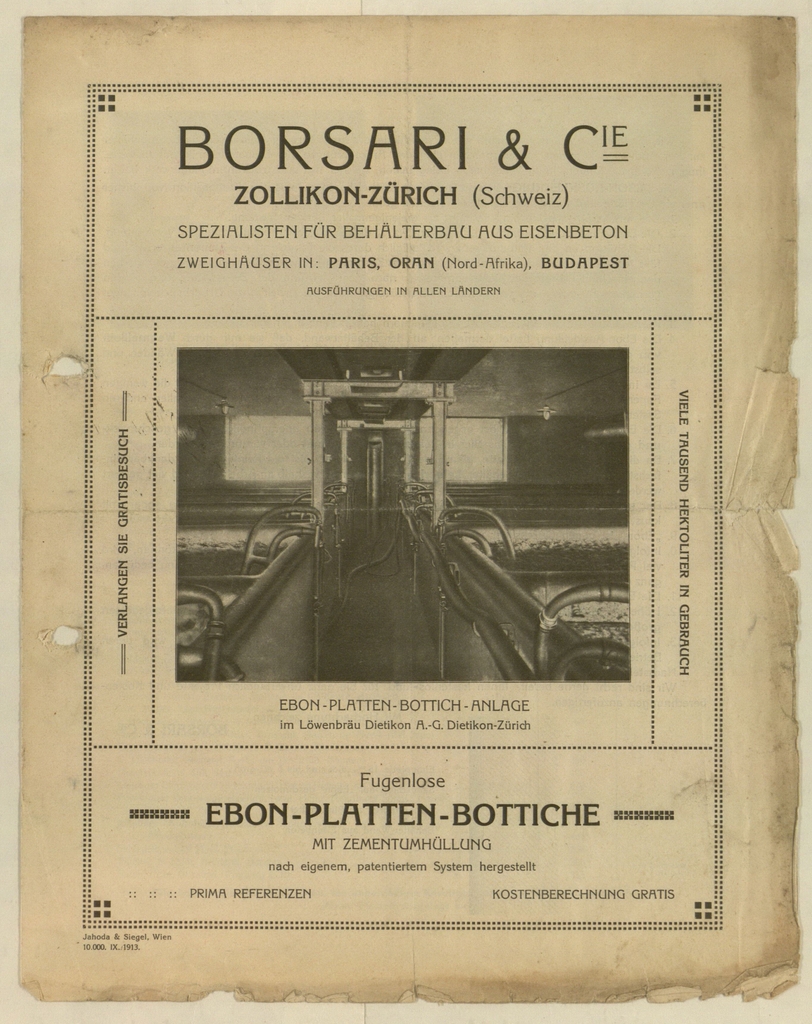 BORSARI & CIE
ZOLLIKON-ZÜRICH (Schweiz)
SPEZIALISTEN FÜR BEHÄLTERBAU AUS EISENBETON
ZWEIGHÄUSER IN: PARIS, ORAN (Nord-Afrika), BUDAPEST
AUSFÜHRUNGEN IN ALLEN LÄNDERN
VERLANGEN SIE GRATISBESUCH
VIELE TAUSEND HEKTOLITER IN GEBRAUCH
EBON-PLATTEN-BOTTICH-ANLAGE
im Löwenbräu Dietikon A.-G. Dietikon-Zürich
Fugenlose
EBON-PLATTEN-BOTTICHE
MIT ZEMENTUMHÜLLUNG
nach eigenem, patentiertem System hergestellt
:: :: :: PRIMA REFERENZEN KOSTENBERECHNUNG GRATIS
Jahoda & Siegel, Wien
10.000. IX./1913.